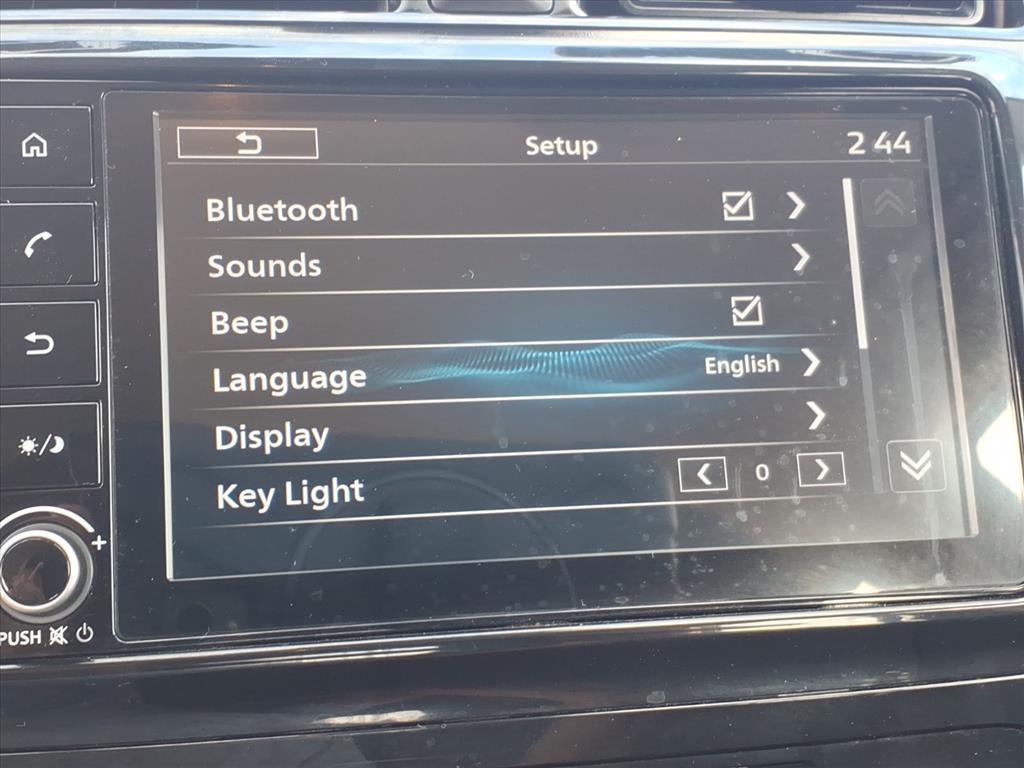 Setup 2 44
Bluetooth
Sounds
Beep
Language English
Display
Key Light 0
PUSH